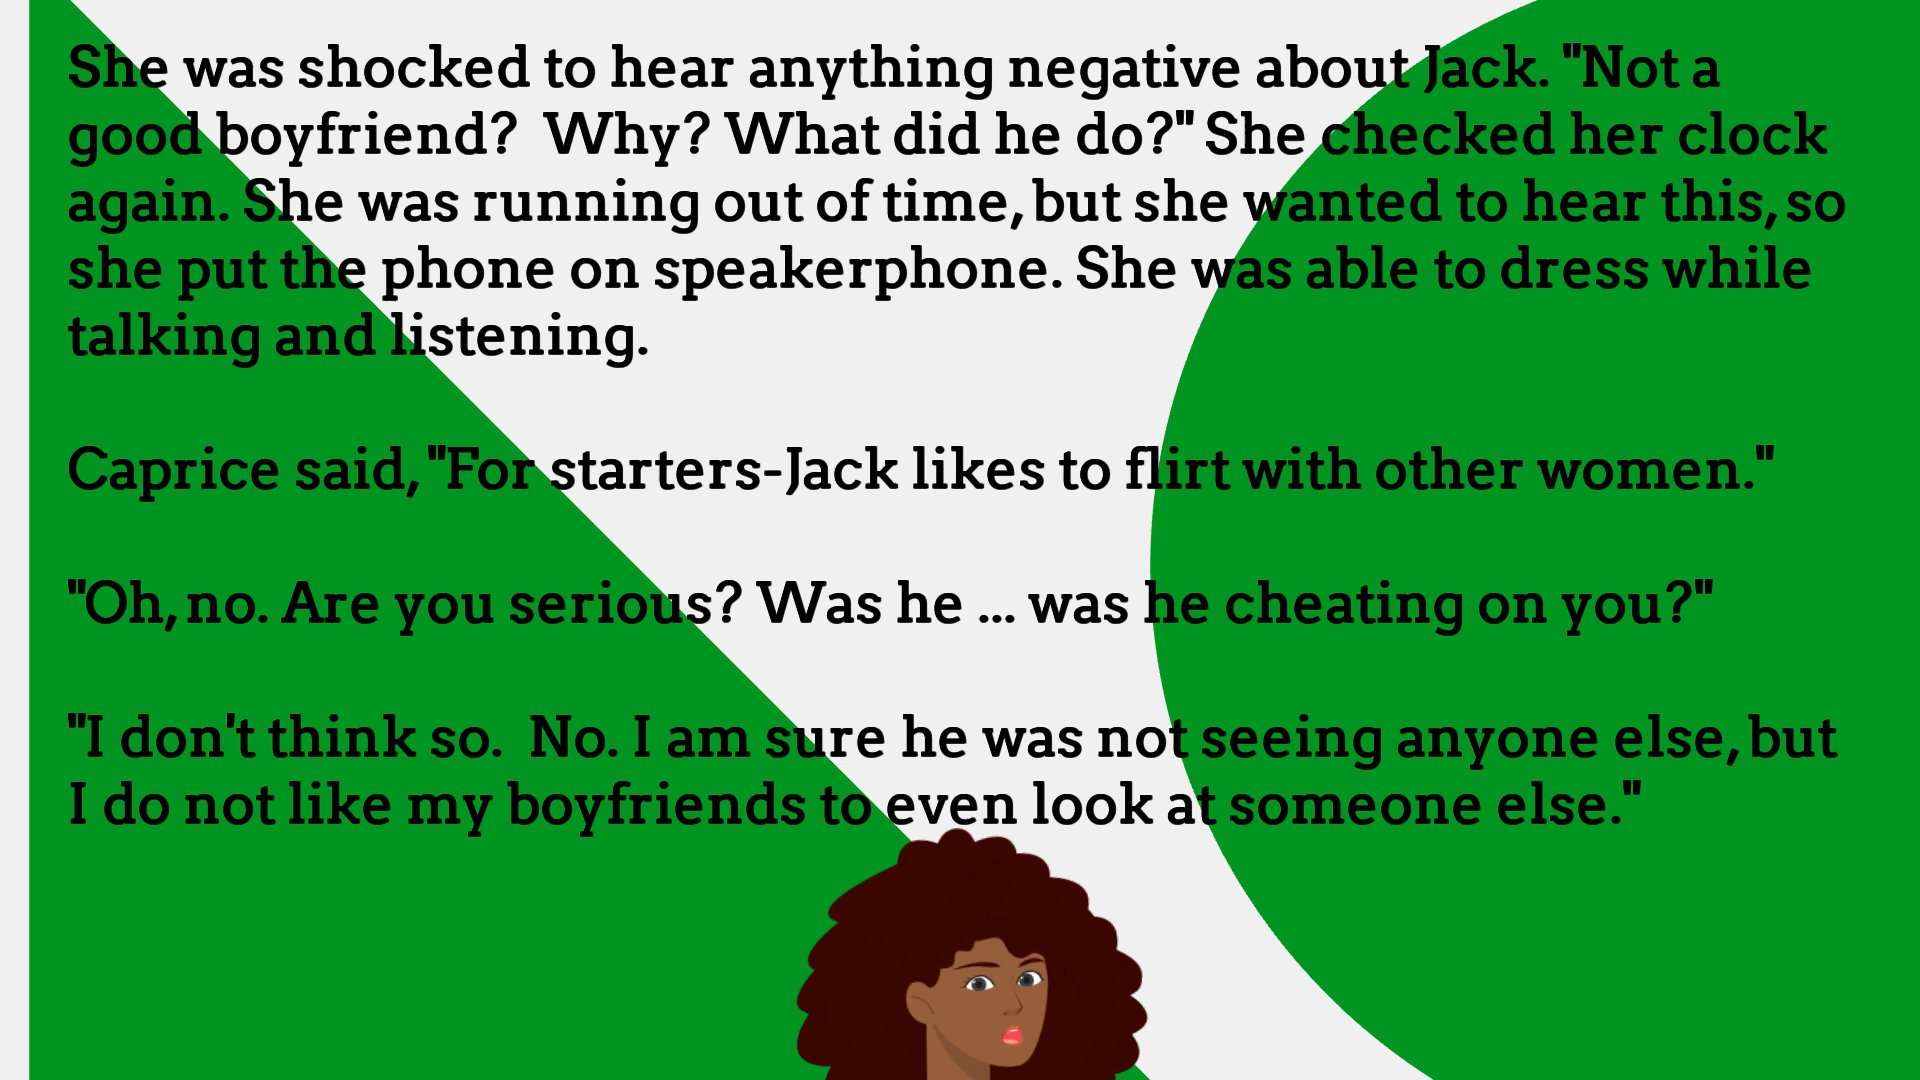 She was shocked to hear anything negative about Jack. "Not a
good boyfriend?  Why? What did he do?" She checked her clock
again. She was running out of time, but she wanted to hear this, so
she put the phone on speakerphone. She was able to dress while
talking and listening.
Caprice said, "For starters-Jack likes to flirt with other women."
"Oh, no. Are you serious? Was he ... was he cheating on you?"
"I don't think so.  No. I am sure he was not seeing anyone else, but
I do not like my boyfriends to even look at someone else."